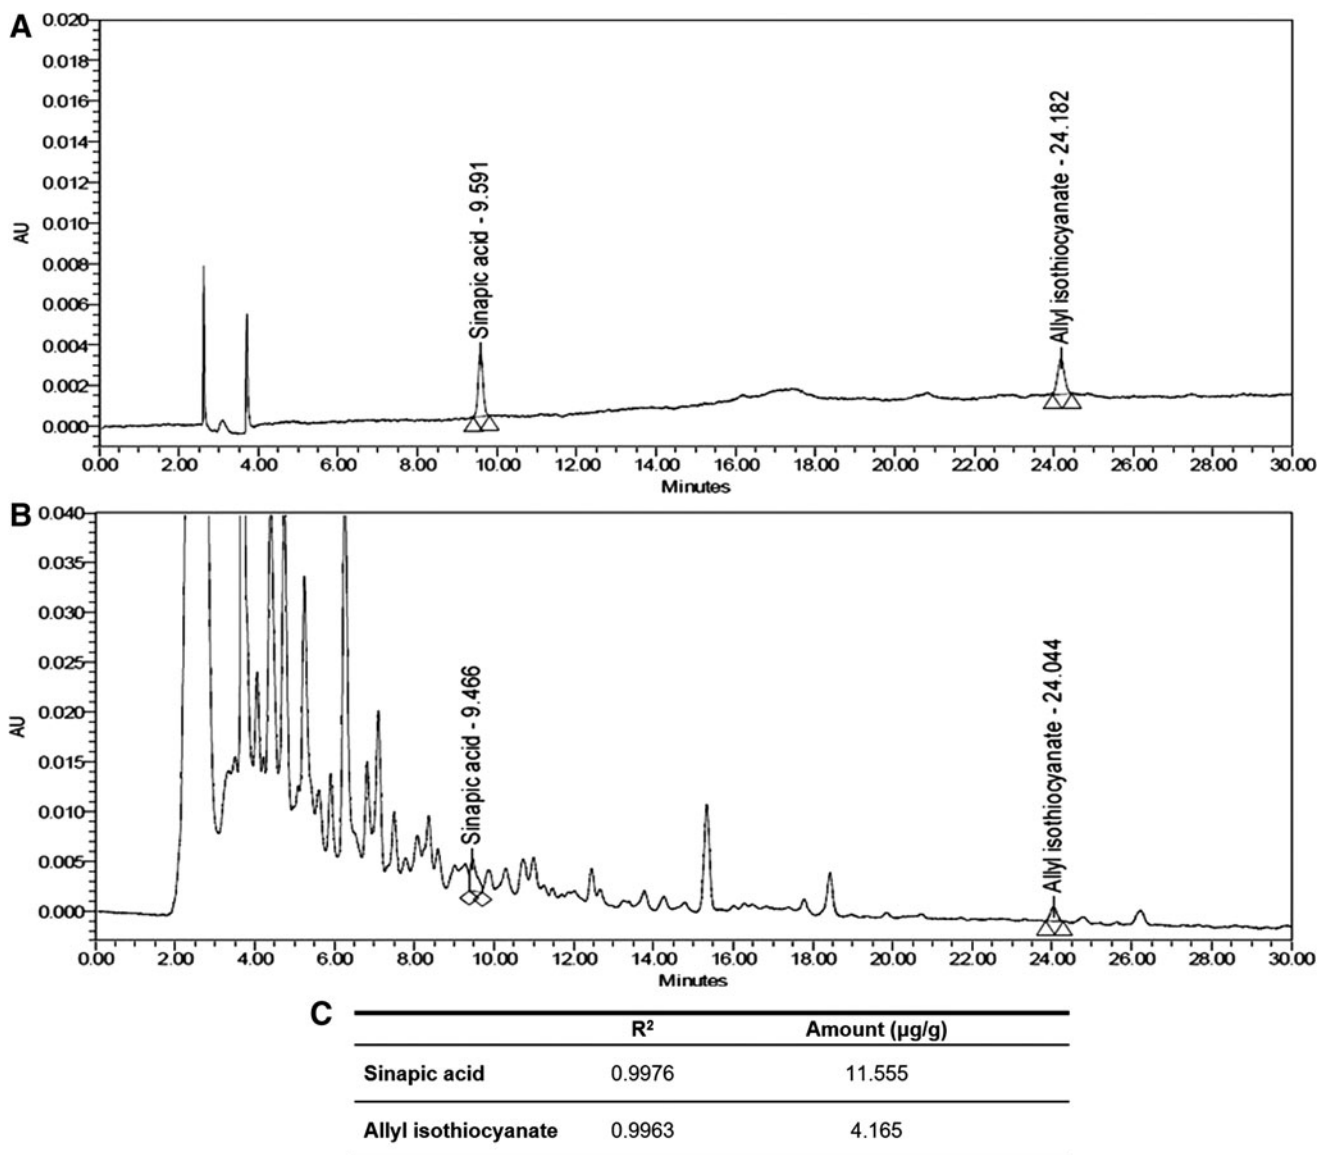 A
0.020
0.018
0.016
0.014
0.012
0.010
0.008
0.006
0.004
0.002
0.000
AU
Sinapic acid - 9.591
Allyl isothiocyanate - 24.182
0.00 2.00 4.00 6.00 8.00 10.00 12.00 14.00 16.00 18.00 20.00 22.00 24.00 26.00 28.00 30.00
Minutes
B
0.040
0.035
0.030
0.025
0.020
0.015
0.010
0.005
0.000
AU
Sinapic acid - 9.466
Allyl isothiocyanate - 24.044
0.00 2.00 4.00 6.00 8.00 10.00 12.00 14.00 16.00 18.00 20.00 22.00 24.00 26.00 28.00 30.00
Minutes
C
R² Amount (µg/g)
Sinapic acid 0.9976 11.555
Allyl isothiocyanate 0.9963 4.165